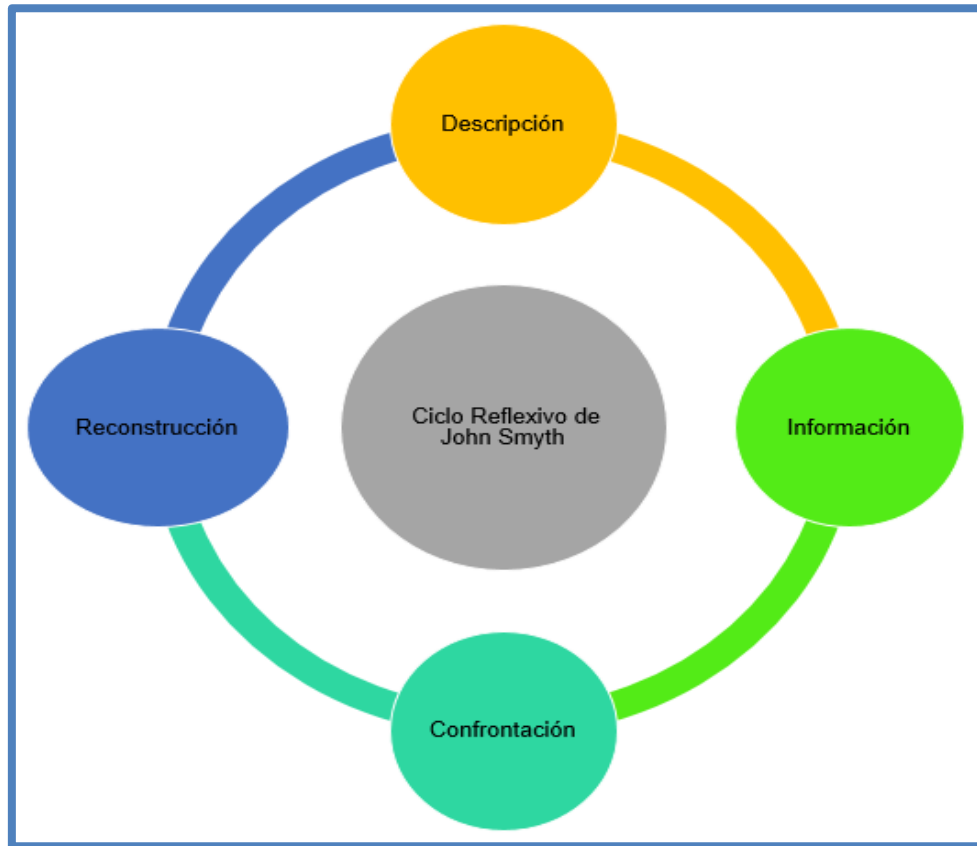 Descripción
Reconstrucción
Ciclo Reflexivo de
John Smyth
Información
Confrontación